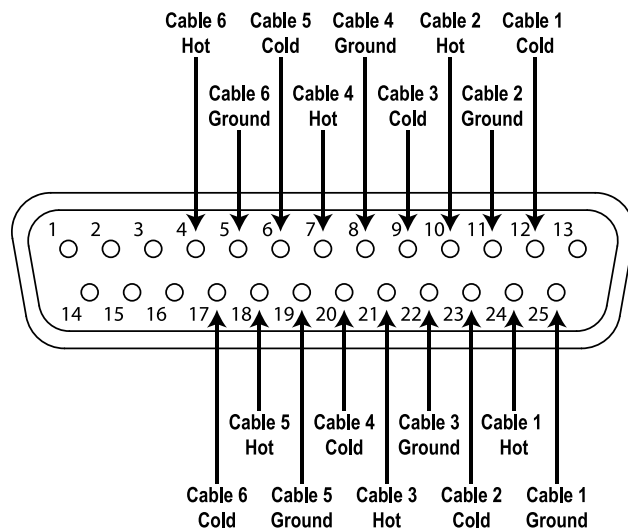 Cable 6 Hot
Cable 5 Cold
Cable 4 Ground
Cable 2 Hot
Cable 1 Cold
Cable 6 Ground
Cable 4 Hot
Cable 3 Cold
Cable 2 Ground
1 2 3 4 5 6 7 8 9 10 11 12 13
14 15 16 17 18 19 20 21 22 23 24 25
Cable 5 Hot
Cable 4 Cold
Cable 3 Ground
Cable 1 Hot
Cable 6 Cold
Cable 5 Ground
Cable 3 Hot
Cable 2 Cold
Cable 1 Ground